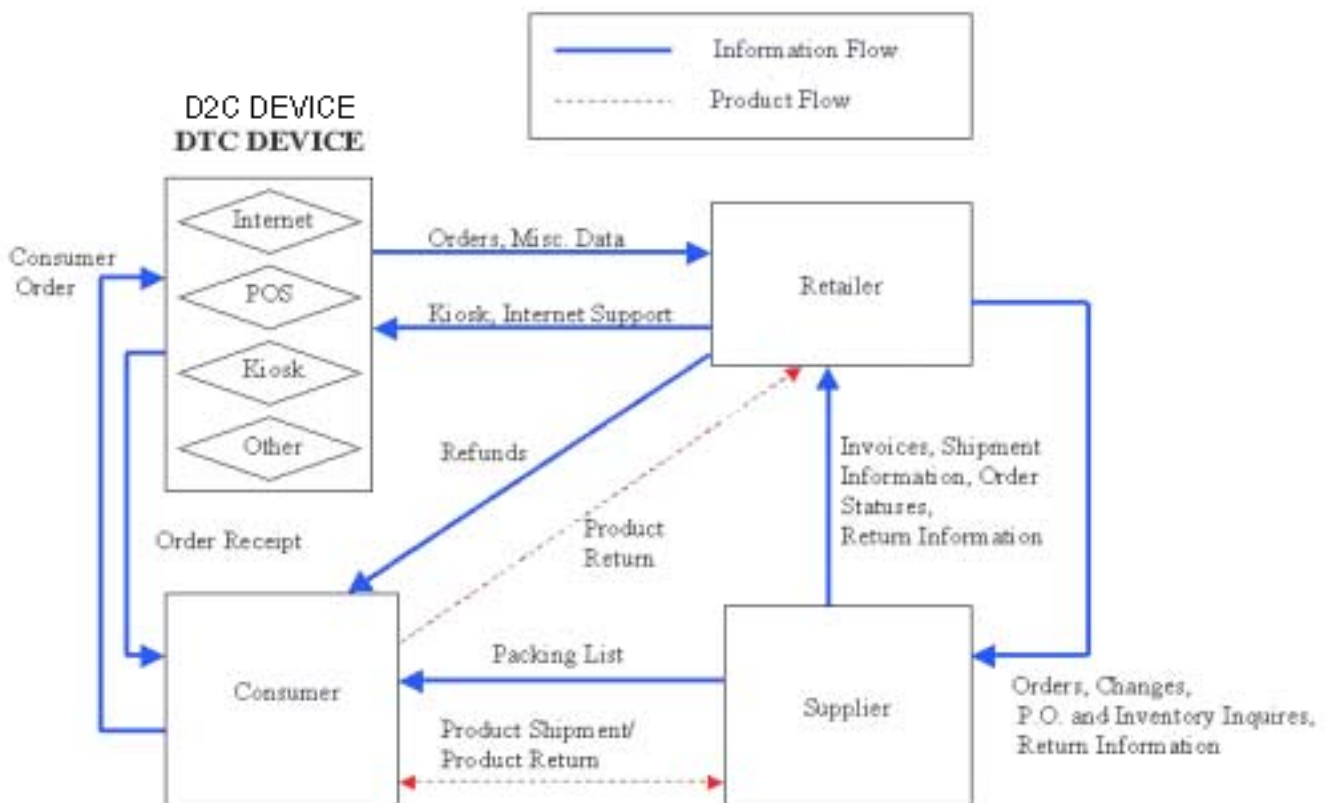 Information Flow
Product Flow
D2C DEVICE
DTC DEVICE
Internet
POS
Kiosk
Other
Consumer
Order
Orders, Misc. Data
Kiosk, Internet Support
Retailer
Refunds
Product
Return
Invoices, Shipment
Information, Order
Statuses,
Return Information
Order Receipt
Consumer
Packing List
Product Shipment/
Product Return
Supplier
Orders, Changes,
P.O. and Inventory Inquires,
Return Information